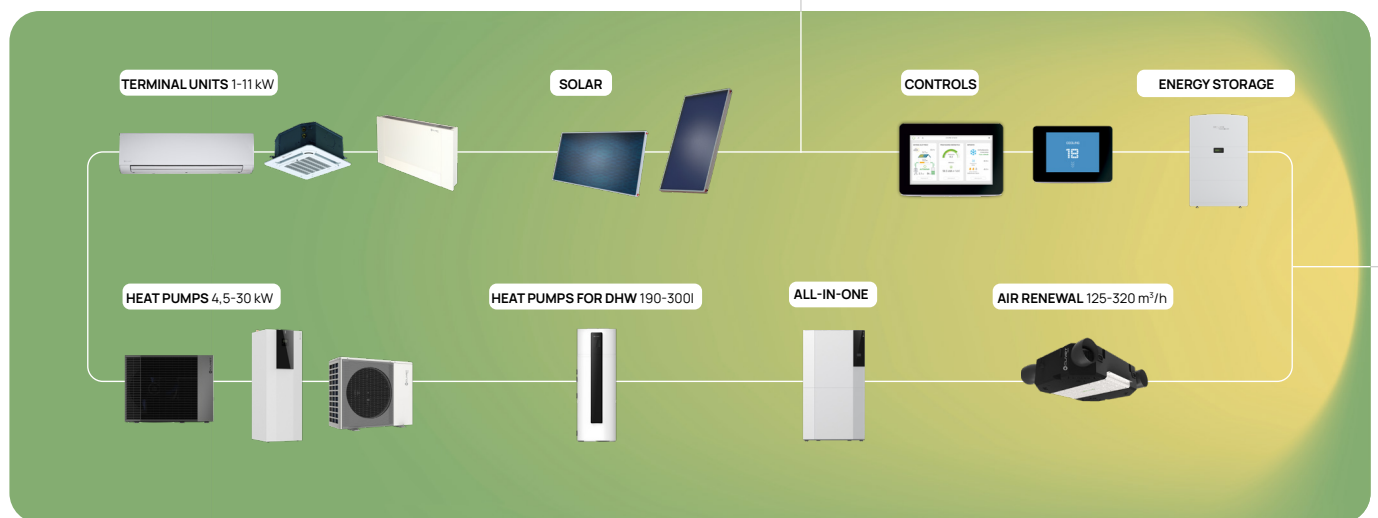 TERMINAL UNITS 1-11 kW
SOLAR
CONTROLS
ENERGY STORAGE
18
HEAT PUMPS 4,5-30 kW
HEAT PUMPS FOR DHW 190-300l
ALL-IN-ONE
AIR RENEWAL 125-320 m³/h